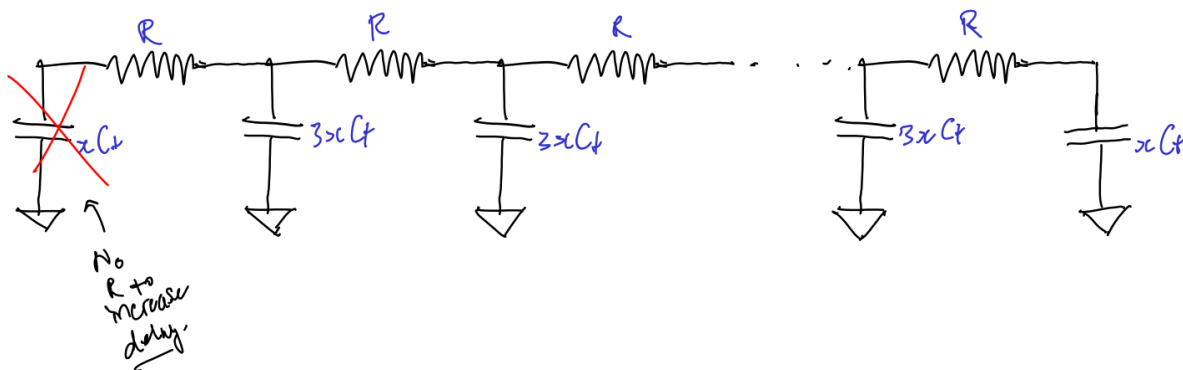 R R R R
xCt 3xCt 3xCt 3xCt xCt
No
R to
increase
delay.